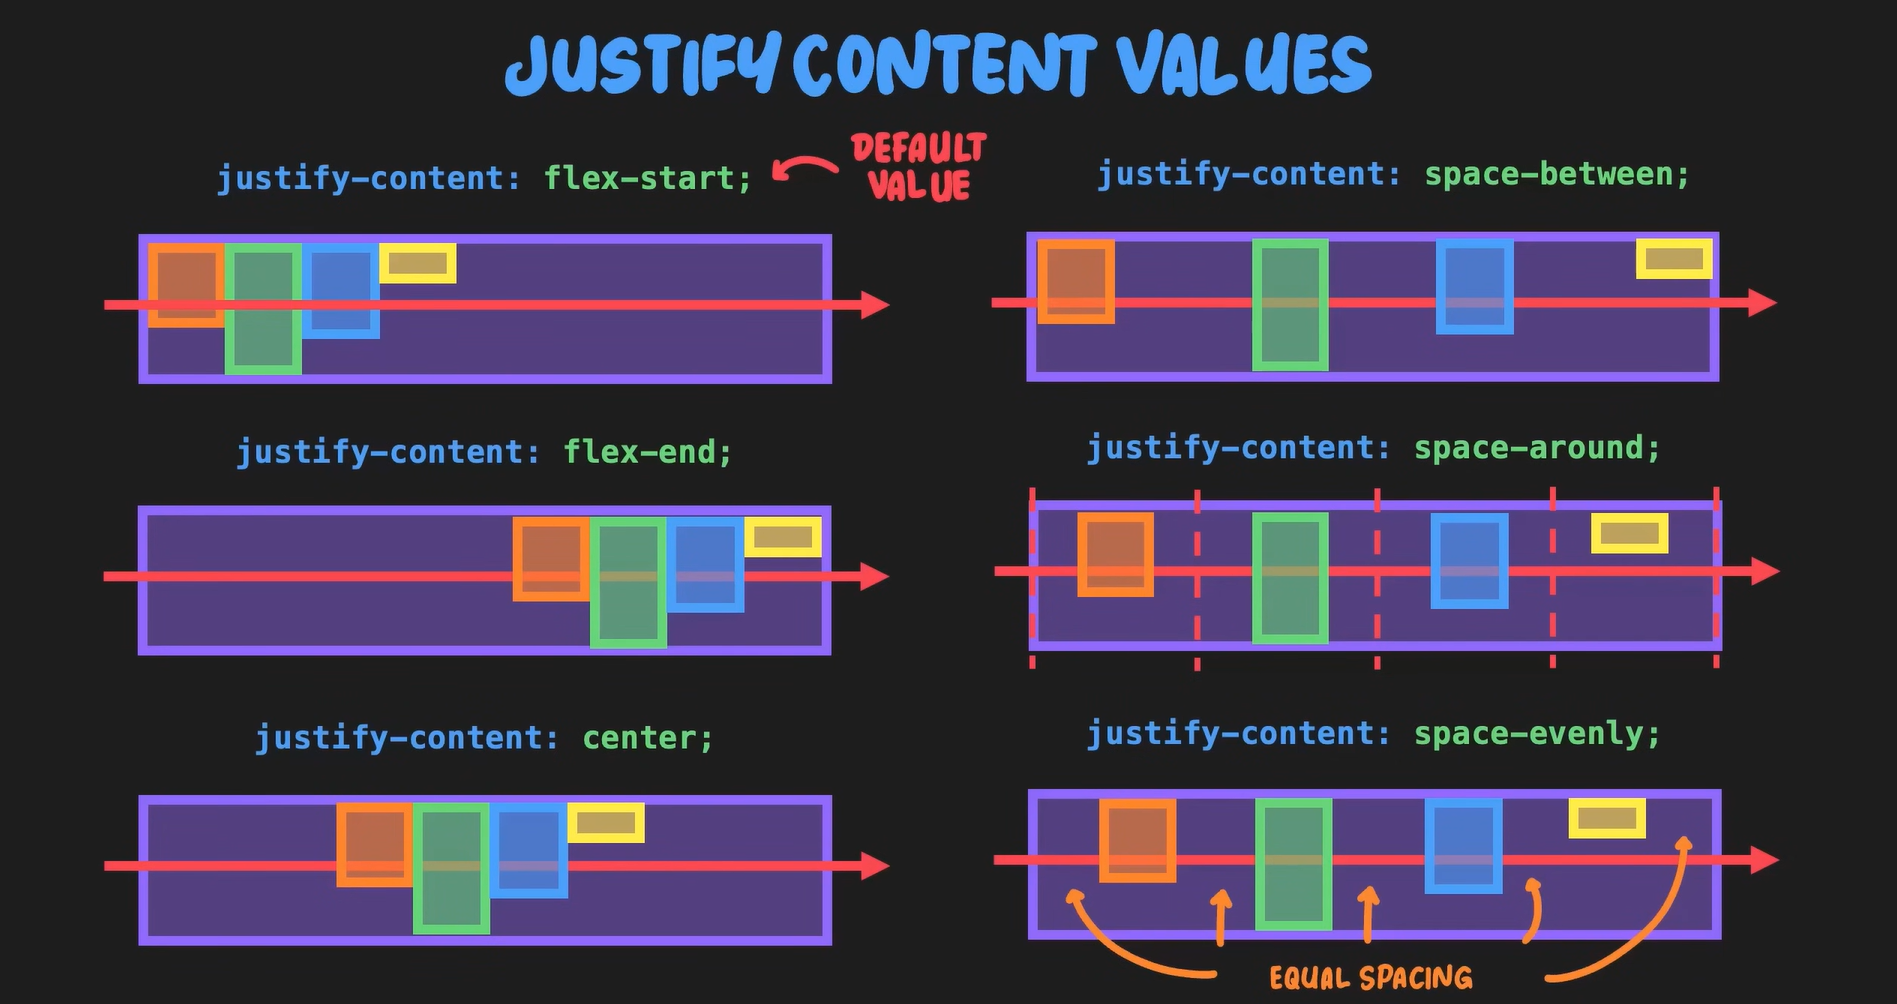 JUSTIFY CONTENT VALUES
justify-content: flex-start;
DEFAULT
VALUE
justify-content: space-between;
justify-content: flex-end;
justify-content: space-around;
justify-content: center;
justify-content: space-evenly;
EQUAL SPACING